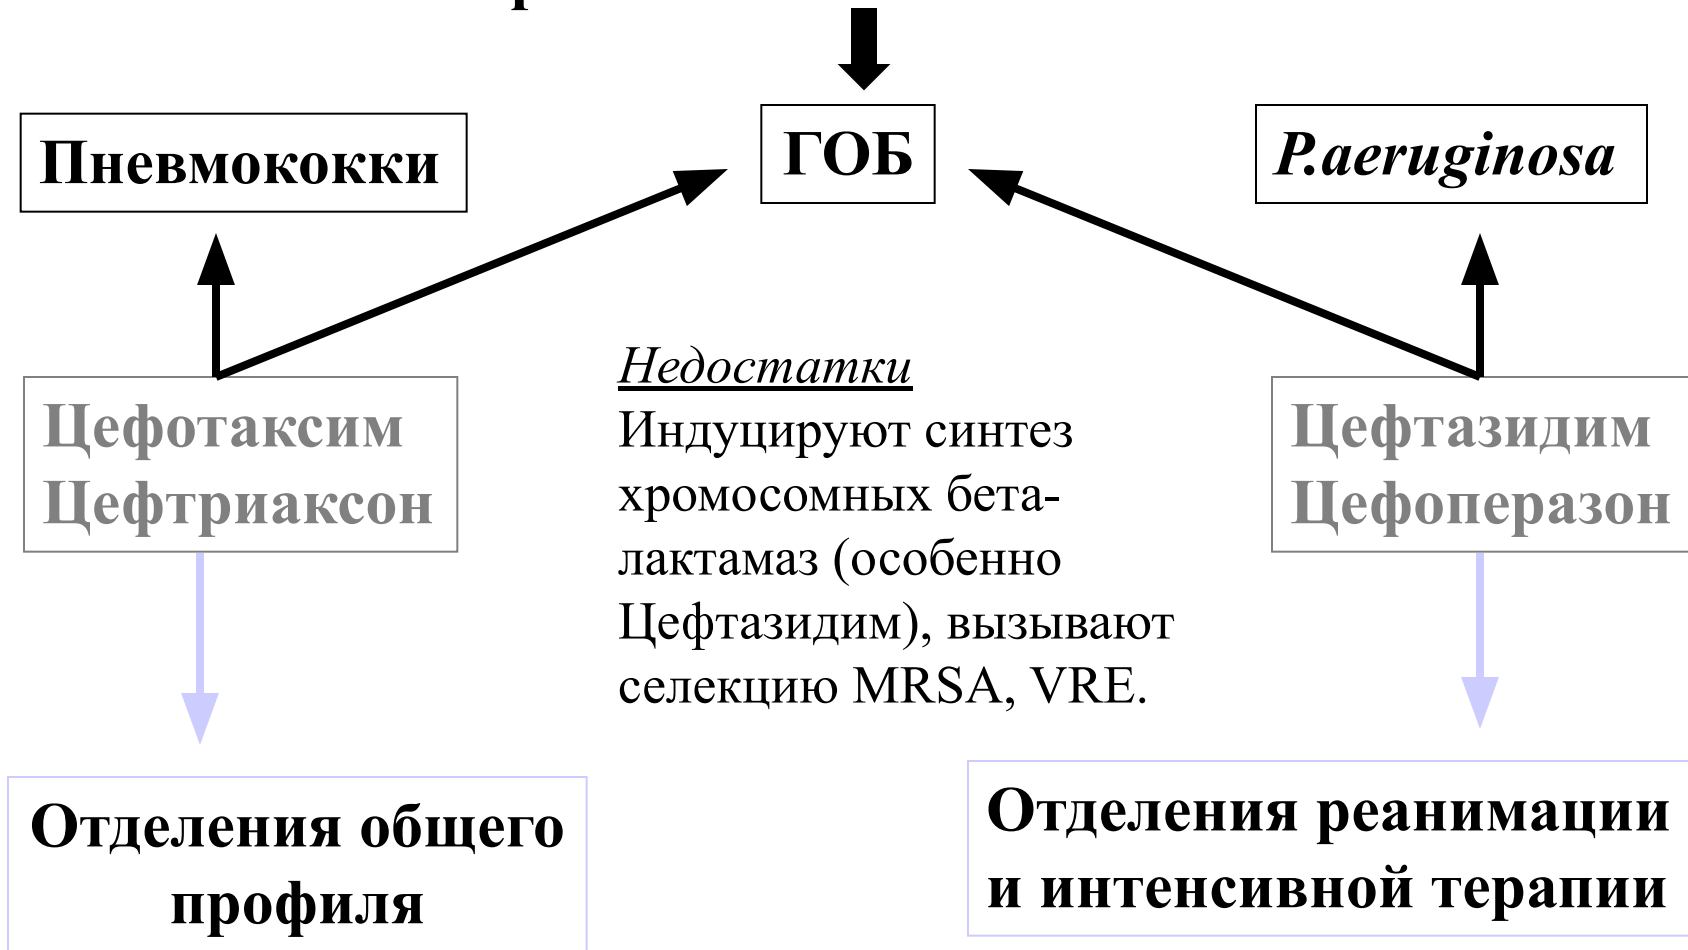 Пневмококки
ГОБ
P.aeruginosa
Цефотаксим
Цефтриаксон
Недостатки
Индуцируют синтез
хромосомных бета-
лактамаз (особенно
Цефтазидим), вызывают
селекцию MRSA, VRE.
Цефтазидим
Цефоперазон
Отделения общего
профиля
Отделения реанимации
и интенсивной терапии